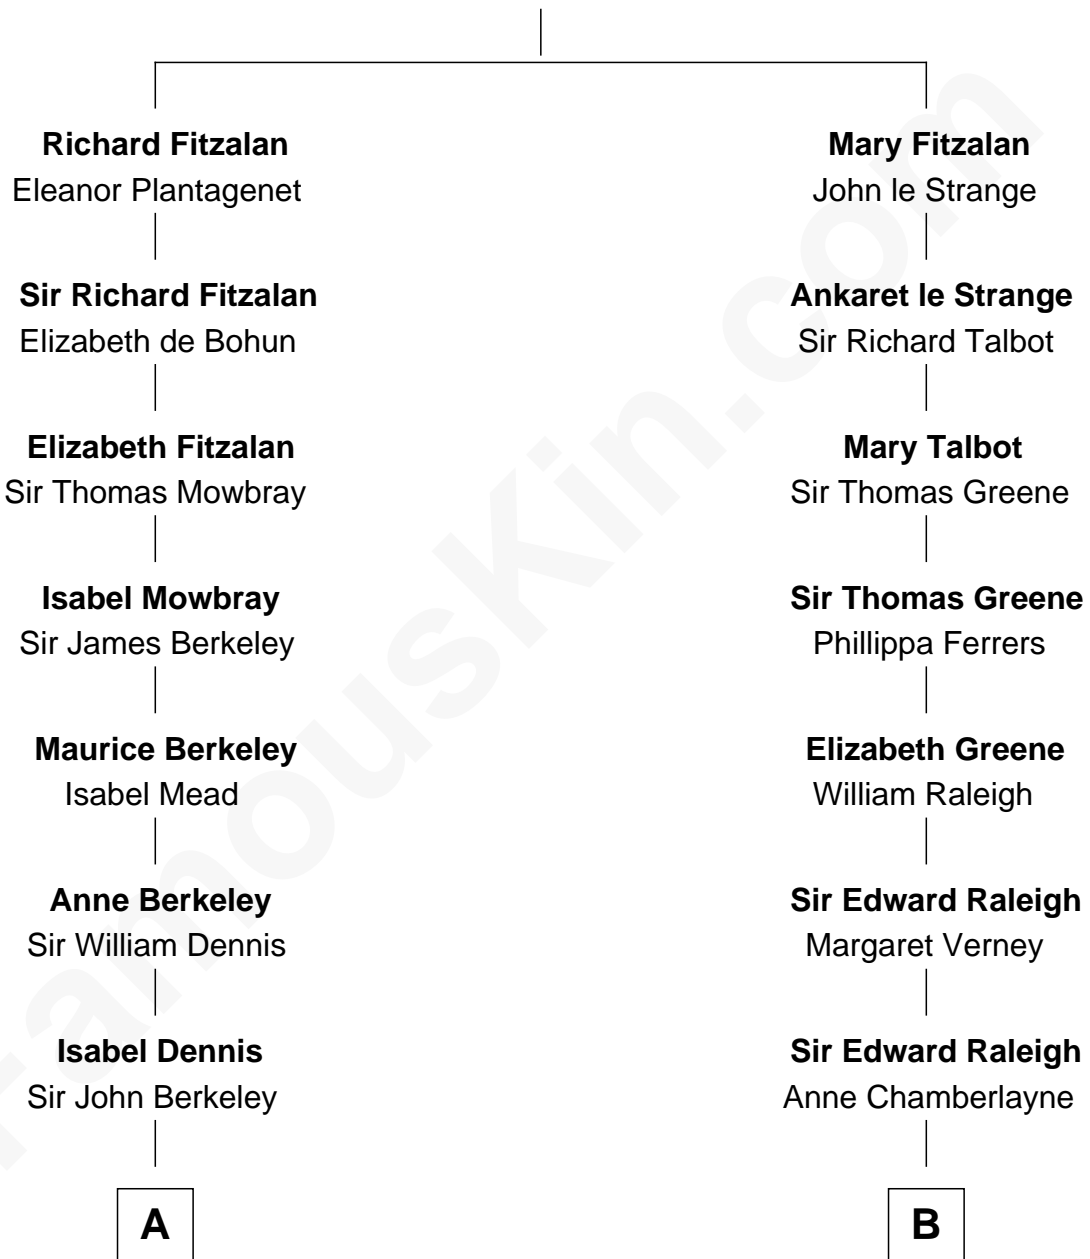 Richard Fitzalan
Eleanor Plantagenet
Sir Richard Fitzalan
Elizabeth de Bohun
Elizabeth Fitzalan
Sir Thomas Mowbray
Isabel Mowbray
Sir James Berkeley
Maurice Berkeley
Isabel Mead
Anne Berkeley
Sir William Dennis
Isabel Dennis
Sir John Berkeley
A
Mary Fitzalan
John le Strange
Ankaret le Strange
Sir Richard Talbot
Mary Talbot
Sir Thomas Greene
Sir Thomas Greene
Phillippa Ferrers
Elizabeth Greene
William Raleigh
Sir Edward Raleigh
Margaret Verney
Sir Edward Raleigh
Anne Chamberlayne
B
FamousKin.com